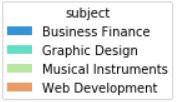 subject
Business Finance
Graphic Design
Musical Instruments
Web Development